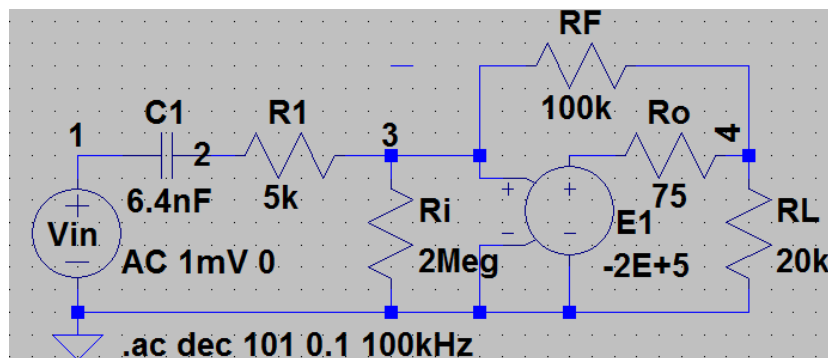 RF
100k
C1
R1
Ro
1
2
3
4
6.4nF
5k
75
Vin
Ri
E1
RL
AC 1mV 0
2Meg
-2E+5
20k
.ac dec 101 0.1 100kHz